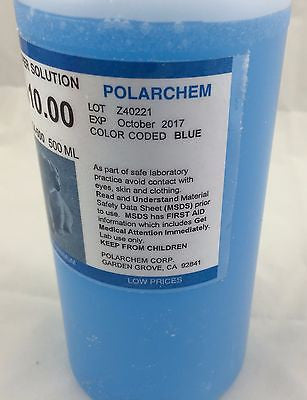 SOLUTION
10.00
500 ML
POLARCHEM
LOT Z40221
EXP October 2017
COLOR CODED BLUE
As part of safe laboratory
practice avoid contact with
eyes, skin and clothing.
Read and Understand Material
Safety Data Sheet (MSDS) prior
to use. MSDS has FIRST AID
information which includes Get
Medical Attention Immediately.
Lab use only.
KEEP FROM CHILDREN
POLARCHEM CORP.
GARDEN GROVE, CA 92841
LOW PRICES